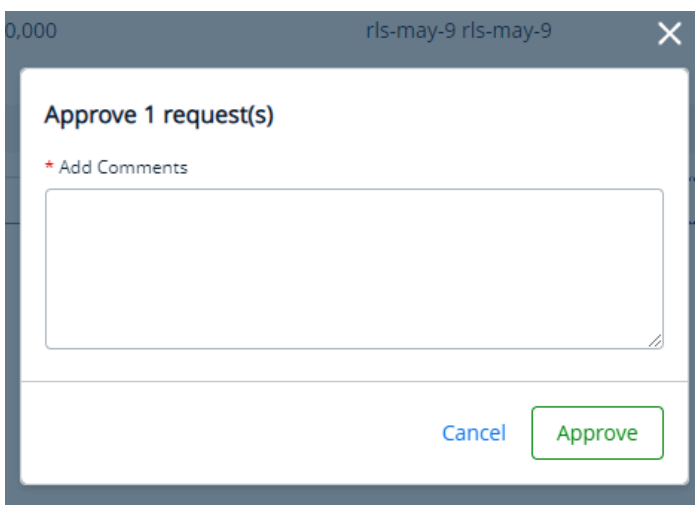 0,000 rls-may-9 rls-may-9
Approve 1 request(s)
* Add Comments
Cancel Approve